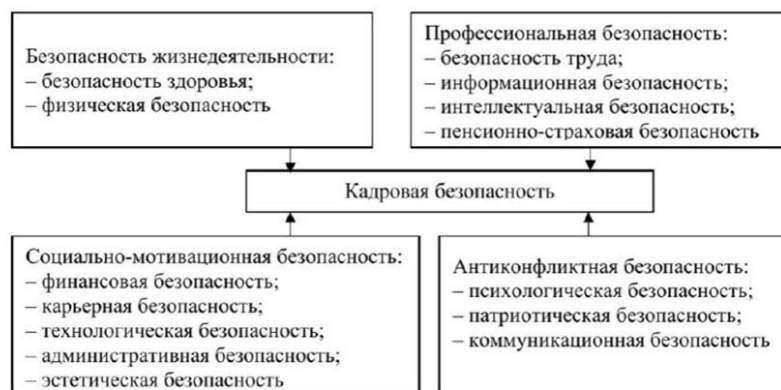 Безопасность жизнедеятельности:
– безопасность здоровья;
– физическая безопасность
Профессиональная безопасность:
– безопасность труда;
– информационная безопасность;
– интеллектуальная безопасность;
– пенсионно-страховая безопасность
Кадровая безопасность
Социально-мотивационная безопасность:
– финансовая безопасность;
– карьерная безопасность;
– технологическая безопасность;
– административная безопасность;
– эстетическая безопасность
Антиконфликтная безопасность:
– психологическая безопасность;
– патриотическая безопасность;
– коммуникационная безопасность